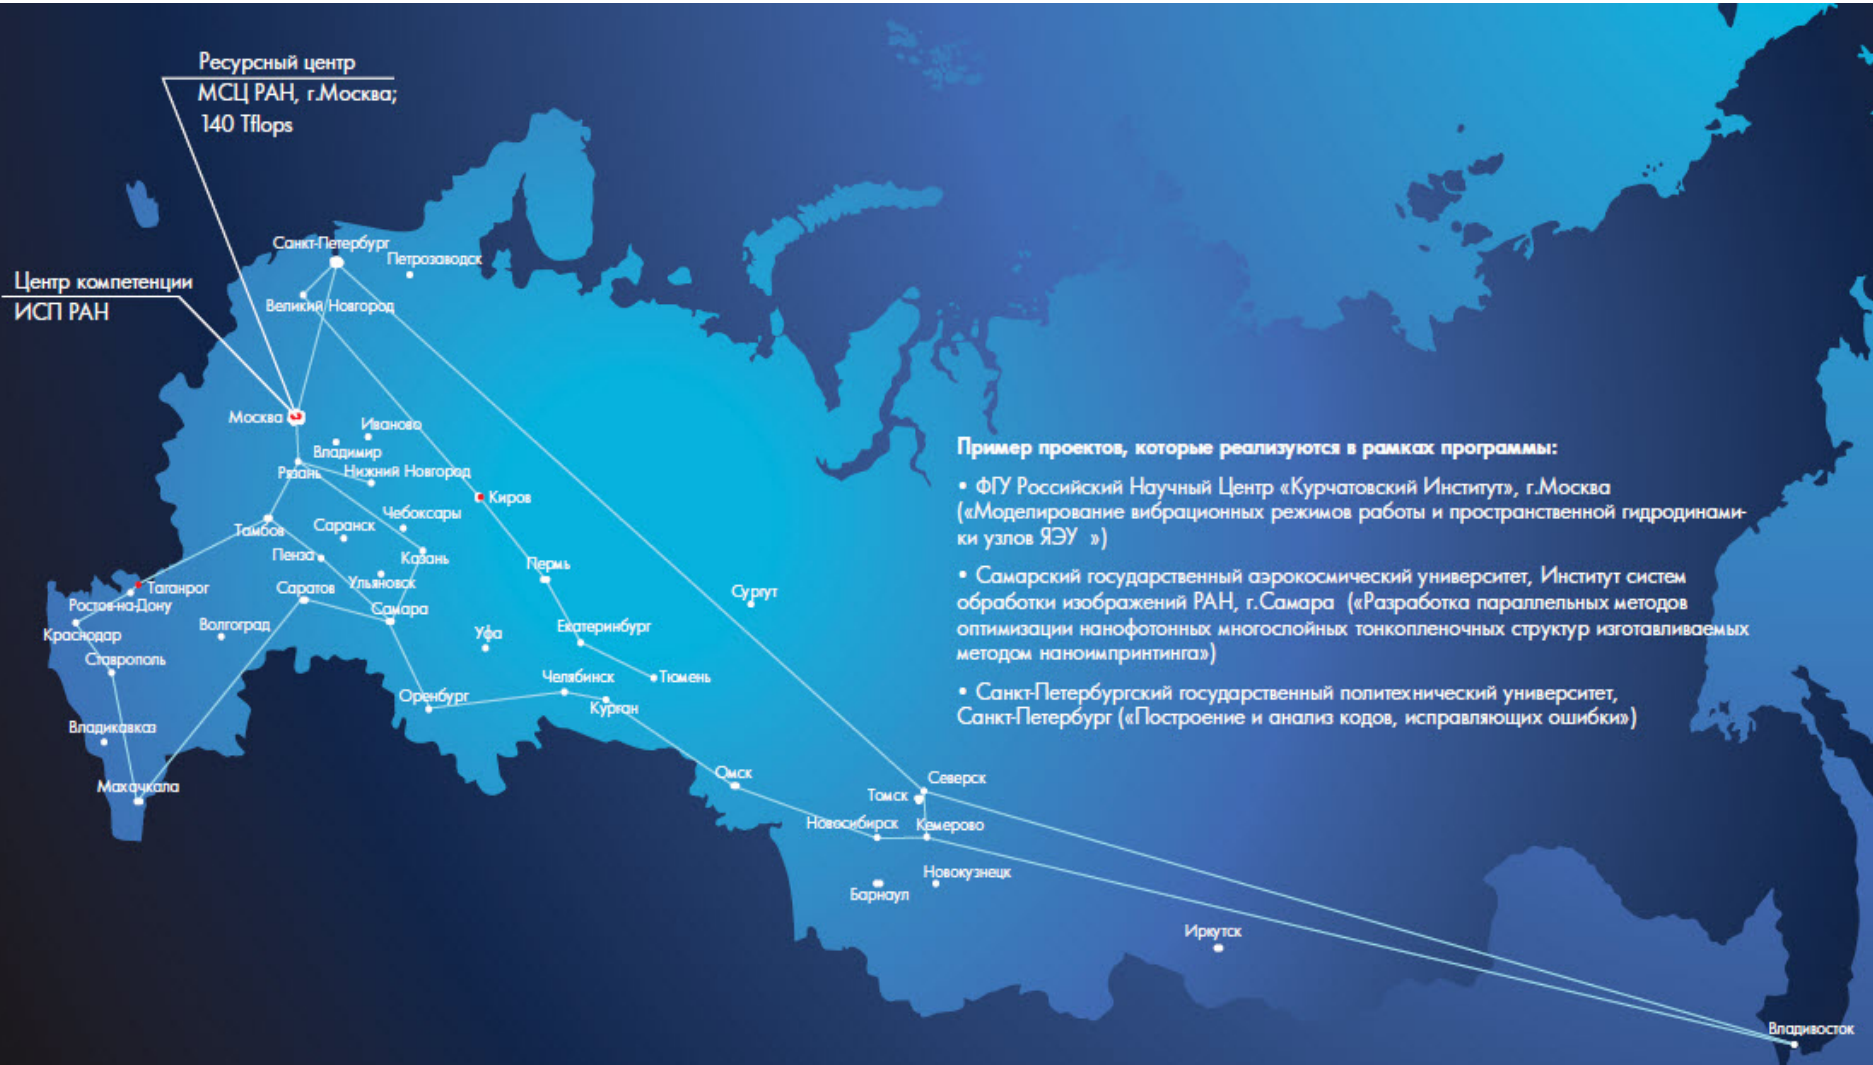 Ресурсный центр
МСЦ РАН, г.Москва;
140 Tflops
Центр компетенции
ИСП РАН
Санкт-Петербург
Петрозаводск
Великий Новгород
Москва
Иваново
Владимир
Рязань
Нижний Новгород
Киров
Чебоксары
Саранск
Тамбов
Пенза
Казань
Пермь
Ульяновск
Таганрог
Саратов
Ростов-на-Дону
Самара
Сургут
Волгоград
Краснодар
Уфа
Екатеринбург
Ставрополь
Челябинск
Тюмень
Оренбург
Курган
Владикавказ
Махачкала
Омск
Северск
Томск
Новосибирск
Кемерово
Новокузнецк
Барнаул
Иркутск
Владивосток
Пример проектов, которые реализуются в рамках программы:
• ФГУ Российский Научный Центр «Курчатовский Институт», г.Москва
(«Моделирование вибрационных режимов работы и пространственной гидродинами-
ки узлов ЯЭУ »)
• Самарский государственный аэрокосмический университет, Институт систем
обработки изображений РАН, г.Самара («Разработка параллельных методов
оптимизации нанофотонных многослойных тонкопленочных структур изготавливаемых
методом наноимпринтинга»)
• Санкт-Петербургский государственный политехнический университет,
Санкт-Петербург («Построение и анализ кодов, исправляющих ошибки»)